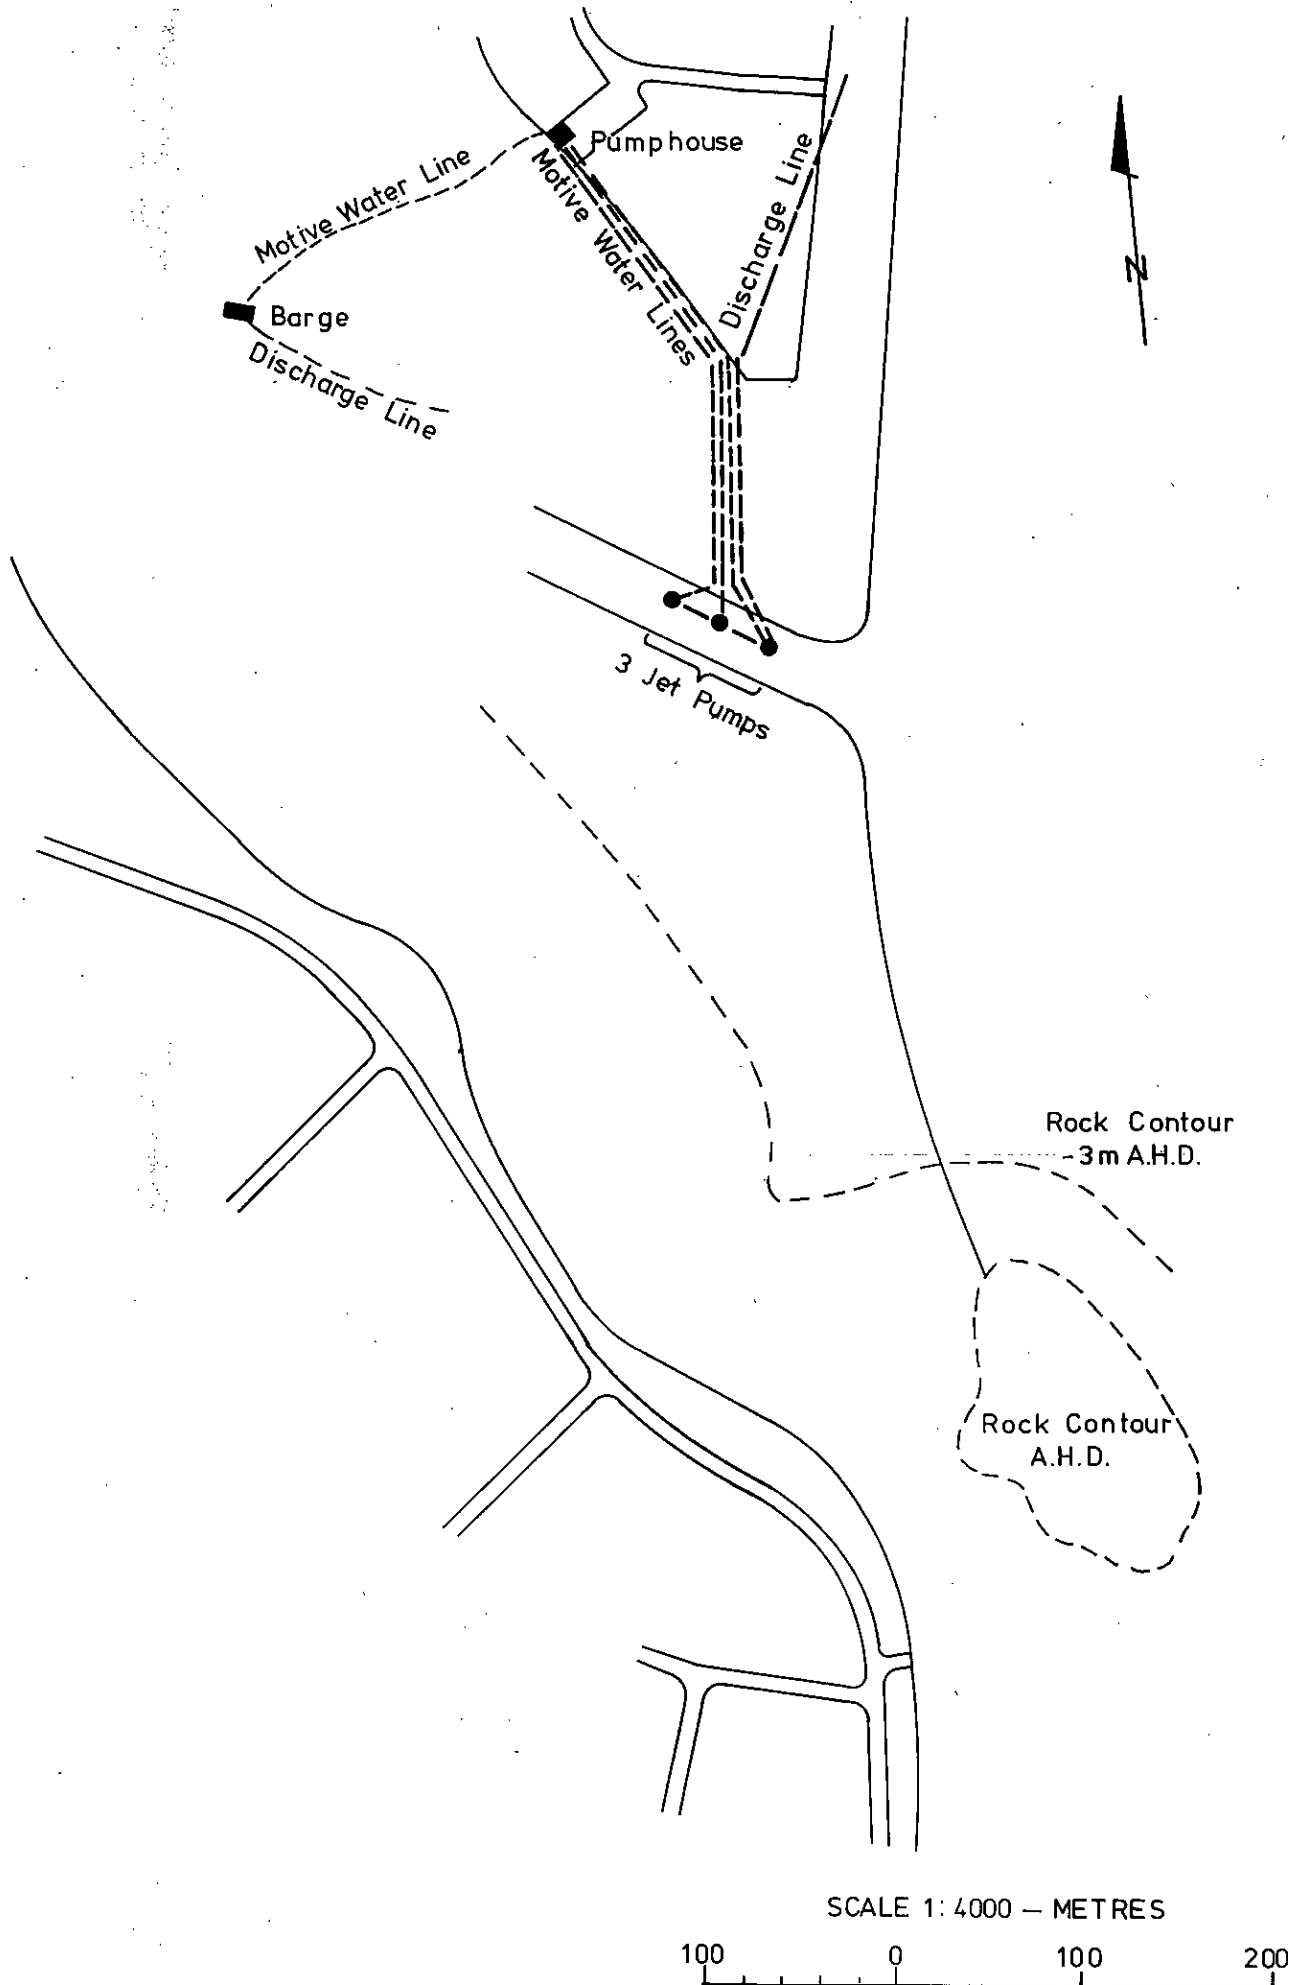 Pumphouse
Motive Water Line
Motive Water Lines
Discharge Line
N
Barge
Discharge Line
3 Jet Pumps
Rock Contour
-3m A.H.D.
Rock Contour
A.H.D.
SCALE 1:4000 — METRES
100 0 100 200